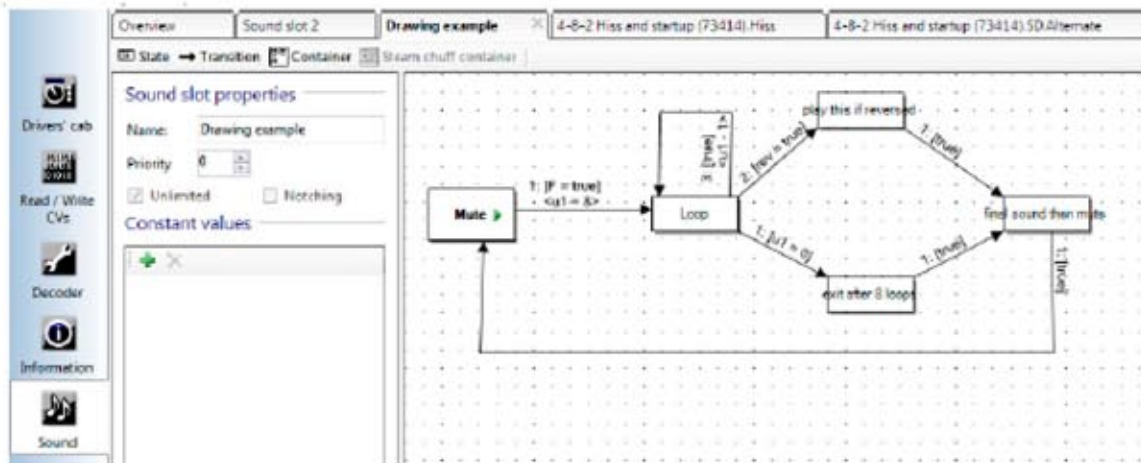 Overview
Sound slot 2
Drawing example
4-8-2 Hiss and startup (73414).Hiss
4-8-2 Hiss and startup (73414).SD.Alternate
State
Transition
Container
Steam chuff container
Drivers' cab
Read / Write
CVs
Decoder
Information
Sound
Sound slot properties
Name:
Drawing example
Priority
Unlimited
Notching
Constant values
Mute
1: [F = true]
<u1 = 8>
Loop
3: [true]
<u1 - 1>
2: [rev = true]
play this if reversed
1: [true]
1: [u1 = 0]
exit after 8 loops
1: [true]
final sound then mute
1: [true]